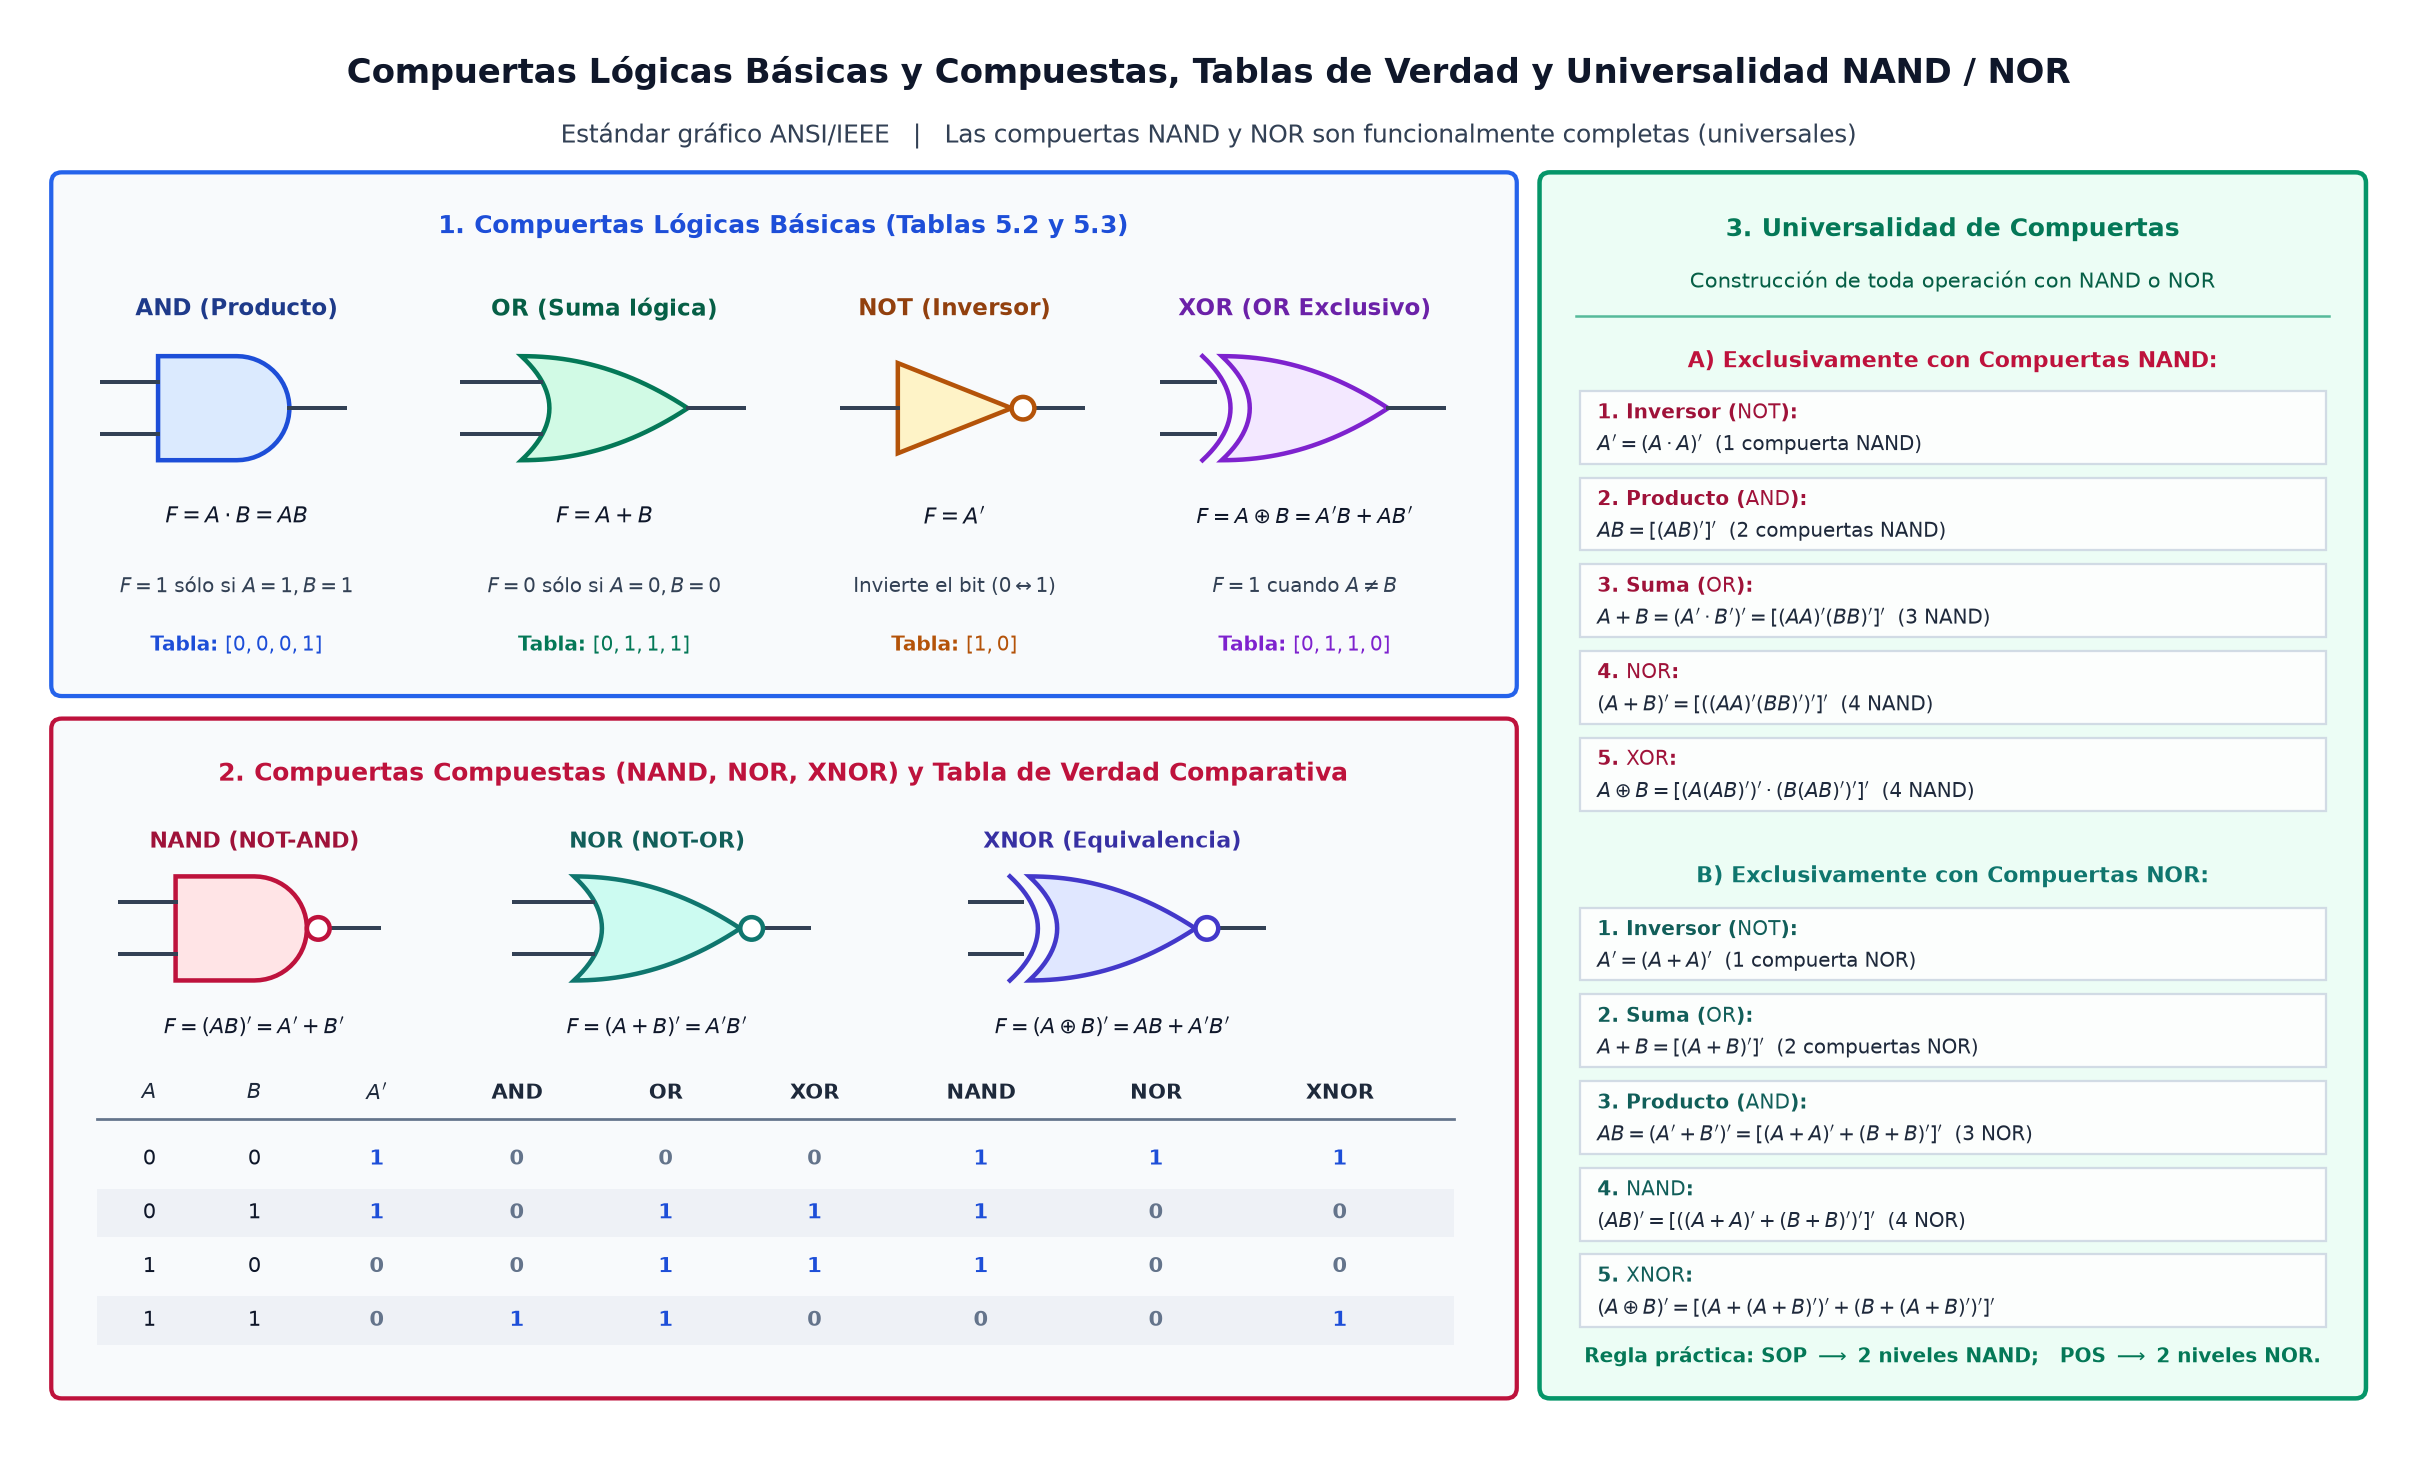 Compuertas Lógicas Básicas y Compuestas, Tablas de Verdad y Universalidad NAND / NOR
Estándar gráfico ANSI/IEEE | Las compuertas NAND y NOR son funcionalmente completas (universales)
1. Compuertas Lógicas Básicas (Tablas 5.2 y 5.3)
AND (Producto) OR (Suma lógica) NOT (Inversor) XOR (OR Exclusivo)
F = A · B = AB F = A + B F = A′ F = A ⊕ B = A′B + AB′
F = 1 sólo si A = 1, B = 1 F = 0 sólo si A = 0, B = 0 Invierte el bit (0 ↔ 1) F = 1 cuando A ≠ B
Tabla: [0, 0, 0, 1] Tabla: [0, 1, 1, 1] Tabla: [1, 0] Tabla: [0, 1, 1, 0]
2. Compuertas Compuestas (NAND, NOR, XNOR) y Tabla de Verdad Comparativa
NAND (NOT-AND) NOR (NOT-OR) XNOR (Equivalencia)
F = (AB)′ = A′ + B′ F = (A + B)′ = A′B′ F = (A ⊕ B)′ = AB + A′B′
A B A′ AND OR XOR NAND NOR XNOR
0 0 1 0 0 0 1 1 1
0 1 1 0 1 1 1 0 0
1 0 0 0 1 1 1 0 0
1 1 0 1 1 0 0 0 1
3. Universalidad de Compuertas
Construcción de toda operación con NAND o NOR
A) Exclusivamente con Compuertas NAND:
1. Inversor (NOT):
A′ = (A · A)′ (1 compuerta NAND)
2. Producto (AND):
AB = [(AB)′]′ (2 compuertas NAND)
3. Suma (OR):
A + B = (A′ · B′)′ = [(AA)′(BB)′]′ (3 NAND)
4. NOR:
(A + B)′ = [((AA)′(BB)′)′]′ (4 NAND)
5. XOR:
A ⊕ B = [(A(AB)′)′ · (B(AB)′)′]′ (4 NAND)
B) Exclusivamente con Compuertas NOR:
1. Inversor (NOT):
A′ = (A + A)′ (1 compuerta NOR)
2. Suma (OR):
A + B = [(A + B)′]′ (2 compuertas NOR)
3. Producto (AND):
AB = (A′ + B′)′ = [(A + A)′ + (B + B)′]′ (3 NOR)
4. NAND:
(AB)′ = [((A + A)′ + (B + B)′)′]′ (4 NOR)
5. XNOR:
(A ⊕ B)′ = [(A + (A + B)′)′ + (B + (A + B)′)′]′
Regla práctica: SOP ⟶ 2 niveles NAND; POS ⟶ 2 niveles NOR.